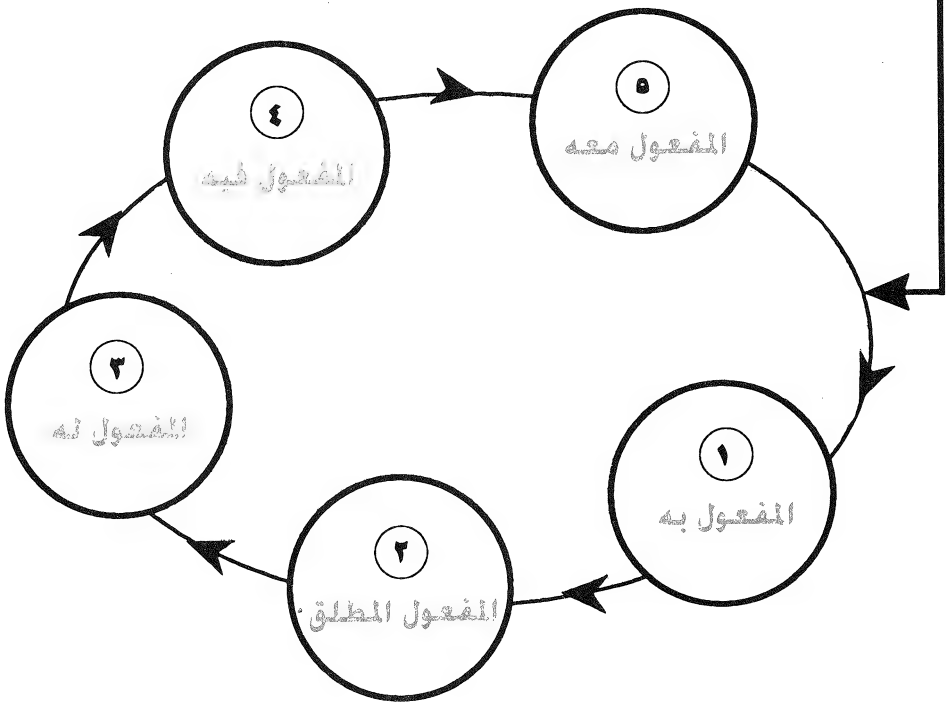 ١
المفعول به
٢
المفعول المطلق
٣
المفعول له
٤
المفعول فيه
٥
المفعول معه